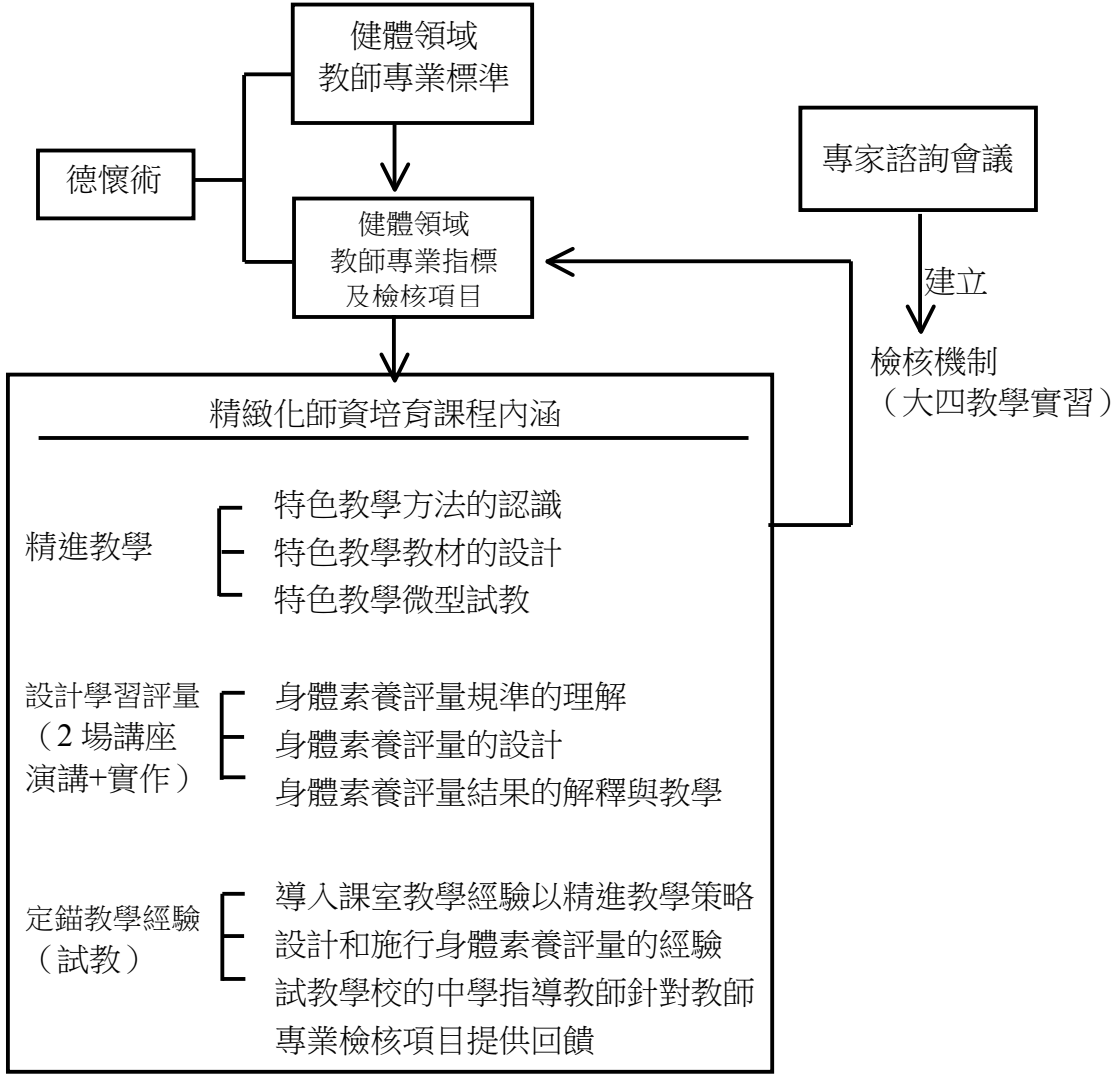 健體領域
教師專業標準
德懷術
健體領域
教師專業指標
及檢核項目
專家諮詢會議
建立
檢核機制
（大四教學實習）
精緻化師資培育課程內涵
精進教學
特色教學方法的認識
特色教學教材的設計
特色教學微型試教
設計學習評量
（2 場講座
演講+實作）
身體素養評量規準的理解
身體素養評量的設計
身體素養評量結果的解釋與教學
定錨教學經驗
（試教）
導入課室教學經驗以精進教學策略
設計和施行身體素養評量的經驗
試教學校的中學指導教師針對教師
專業檢核項目提供回饋